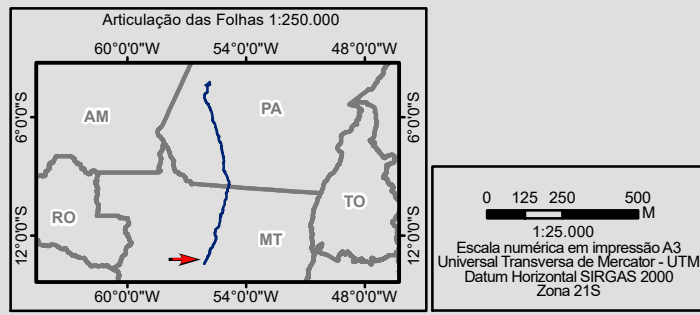 Articulação das Folhas 1:250.000
60°0'0"W 54°0'0"W 48°0'0"W
6°0'0"S
12°0'0"S
AM
PA
RO
MT
TO
6°0'0"S
12°0'0"S
60°0'0"W 54°0'0"W 48°0'0"W
0 125 250 500
M
1:25.000
Escala numérica em impressão A3
Universal Transversa de Mercator - UTM
Datum Horizontal SIRGAS 2000
Zona 21S